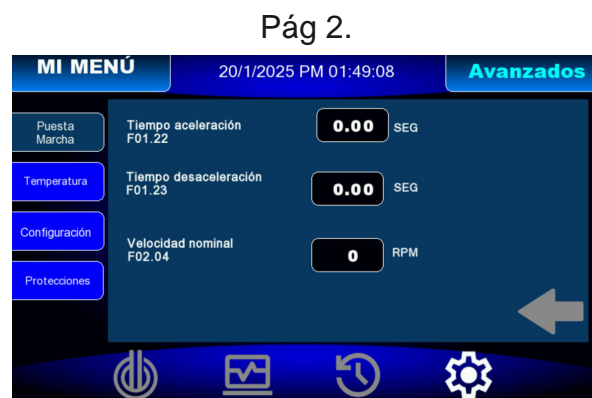 Pág 2.
MI MENÚ
20/1/2025 PM 01:49:08
Avanzados
Puesta
Marcha
Temperatura
Configuración
Protecciones
Tiempo aceleración
F01.22
0.00 SEG
Tiempo desaceleración
F01.23
0.00 SEG
Velocidad nominal
F02.04
0 RPM